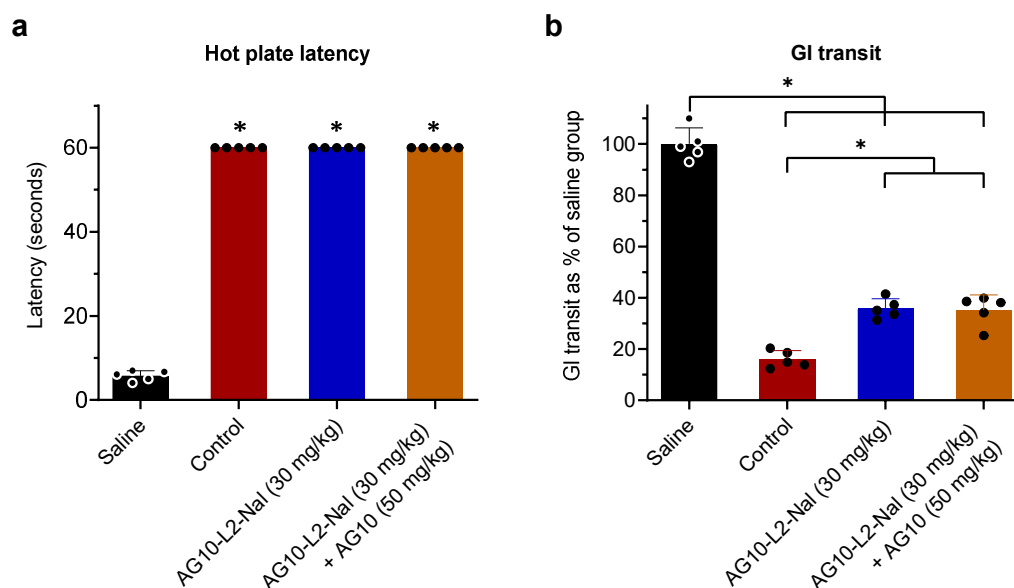 a
Hot plate latency
Latency (seconds)
60
40
20
0
* * *
Saline
Control
AG10-L2-Nal (30 mg/kg)
AG10-L2-Nal (30 mg/kg)
+ AG10 (50 mg/kg)
b
GI transit
GI transit as % of saline group
100
80
60
40
20
0
*
*
Saline
Control
AG10-L2-Nal (30 mg/kg)
AG10-L2-Nal (30 mg/kg)
+ AG10 (50 mg/kg)